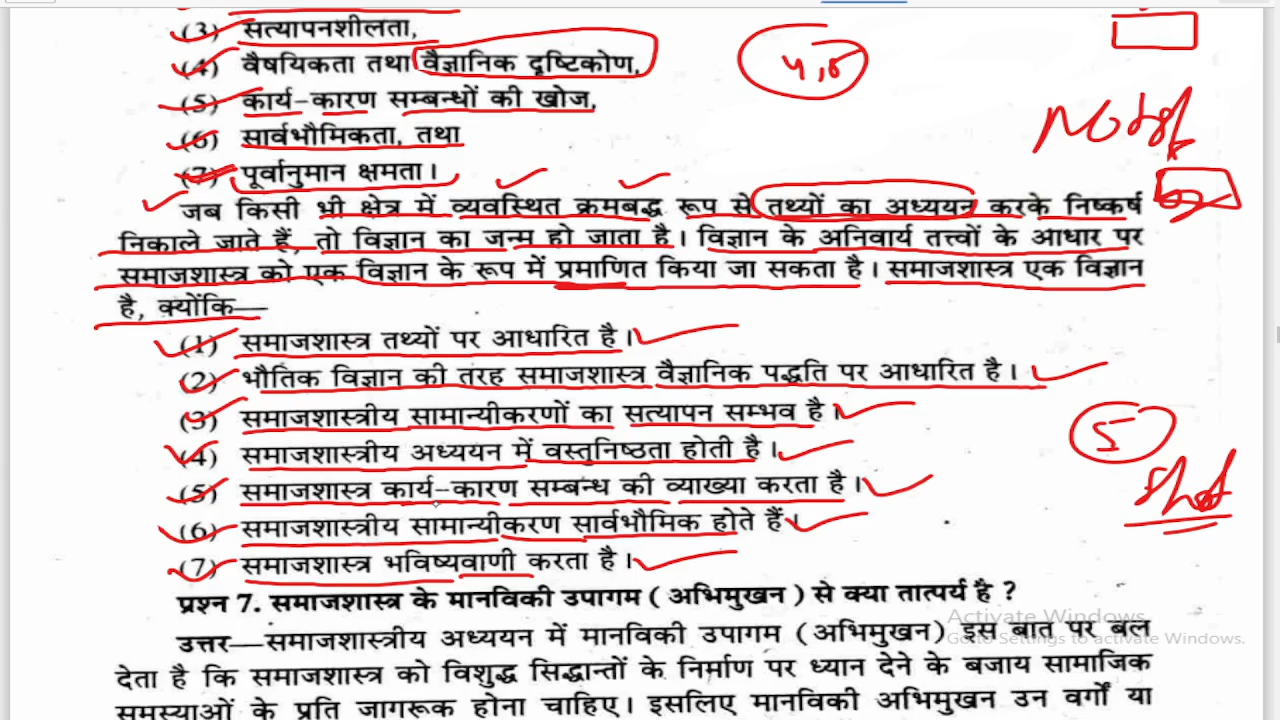 (3) सत्यापनशीलता,
(4) वैषयिकता तथा वैज्ञानिक दृष्टिकोण,
(5) कार्य-कारण सम्बन्धों की खोज,
(6) सार्वभौमिकता, तथा
(7) पूर्वानुमान क्षमता।
जब किसी भी क्षेत्र में व्यवस्थित क्रमबद्ध रूप से तथ्यों का अध्ययन करके निष्कर्ष
निकाले जाते हैं, तो विज्ञान का जन्म हो जाता है। विज्ञान के अनिवार्य तत्त्वों के आधार पर
समाजशास्त्र को एक विज्ञान के रूप में प्रमाणित किया जा सकता है। समाजशास्त्र एक विज्ञान
है, क्योंकि—
(1) समाजशास्त्र तथ्यों पर आधारित है।
(2) भौतिक विज्ञान की तरह समाजशास्त्र वैज्ञानिक पद्धति पर आधारित है।
(3) समाजशास्त्रीय सामान्यीकरणों का सत्यापन सम्भव है।
(4) समाजशास्त्रीय अध्ययन में वस्तुनिष्ठता होती है।
5
(5) समाजशास्त्र कार्य-कारण सम्बन्ध की व्याख्या करता है।
(6) समाजशास्त्रीय सामान्यीकरण सार्वभौमिक होते हैं।
(7) समाजशास्त्र भविष्यवाणी करता है।
प्रश्न 7. समाजशास्त्र के मानविकी उपागम (अभिमुखन) से क्या तात्पर्य है ?
Activate Windows
उत्तर—समाजशास्त्रीय अध्ययन में मानविकी उपागम (अभिमुखन) इस बात पर बल
Go to Settings to activate Windows.
देता है कि समाजशास्त्र को विशुद्ध सिद्धान्तों के निर्माण पर ध्यान देने के बजाय सामाजिक
समस्याओं के प्रति जागरूक होना चाहिए। इसलिए मानविकी अभिमुखन उन वर्गों या